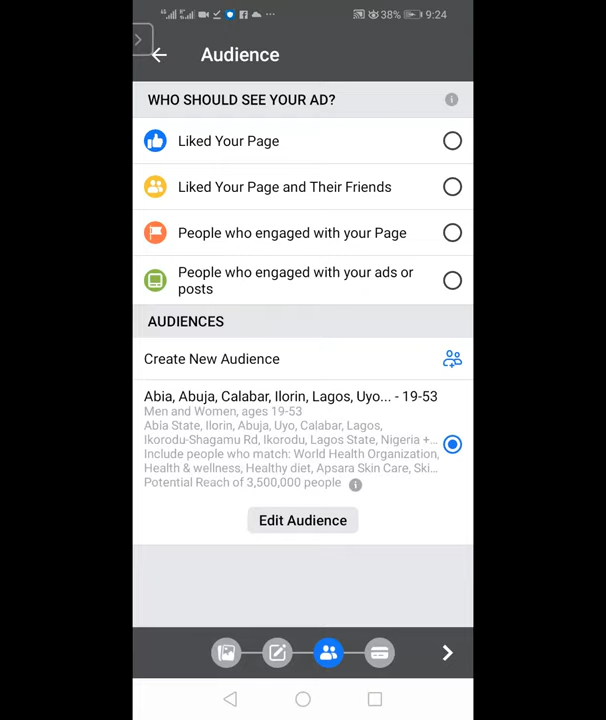 38% 9:24
Audience
WHO SHOULD SEE YOUR AD?
Liked Your Page
Liked Your Page and Their Friends
People who engaged with your Page
People who engaged with your ads or
posts
AUDIENCES
Create New Audience
Abia, Abuja, Calabar, Ilorin, Lagos, Uyo... - 19-53
Men and Women, ages 19-53
Abia State, Ilorin, Abuja, Uyo, Calabar, Lagos,
Ikorodu-Shagamu Rd, Ikorodu, Lagos State, Nigeria +...
Include people who match: World Health Organization,
Health & wellness, Healthy diet, Apsara Skin Care, Ski...
Potential Reach of 3,500,000 people
Edit Audience